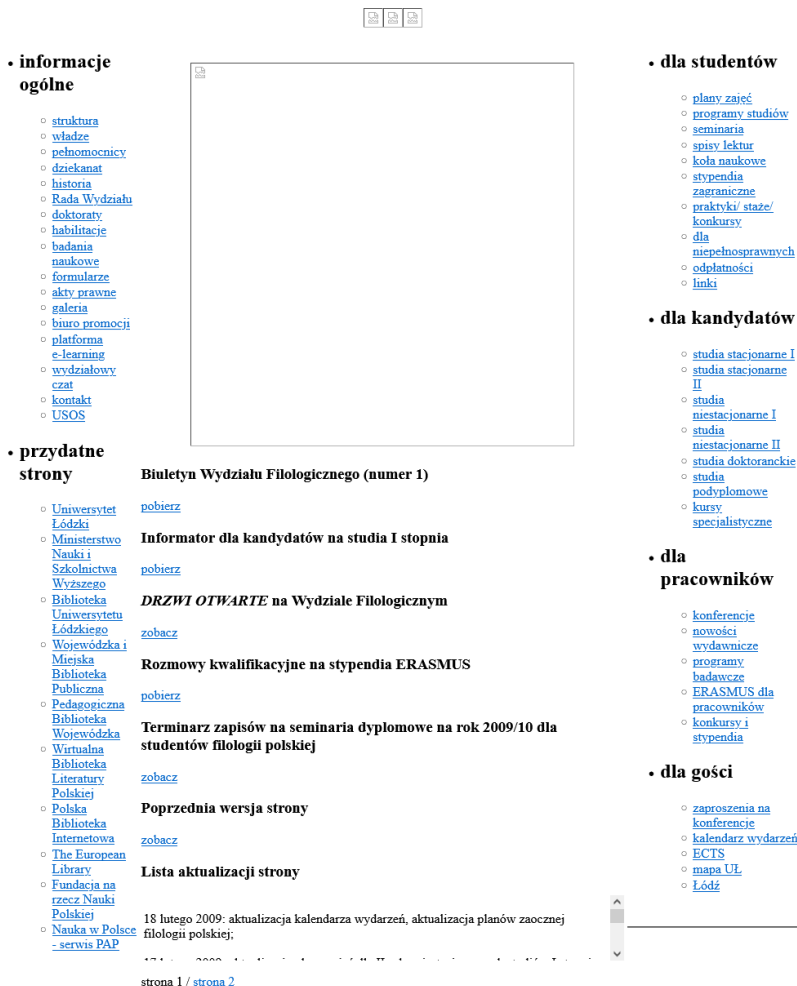 informacje
ogólne
struktura
władze
pełnomocnicy
dziekanat
historia
Rada Wydziału
doktoraty
habilitacje
badania
naukowe
formularze
akty prawne
galeria
biuro promocji
platforma
e-learning
wydziałowy
czat
kontakt
USOS
przydatne
strony
Uniwersytet
Łódzki
Ministerstwo
Nauki i
Szkolnictwa
Wyższego
Biblioteka
Uniwersytetu
Łódzkiego
Wojewódzka i
Miejska
Biblioteka
Publiczna
Pedagogiczna
Biblioteka
Wojewódzka
Wirtualna
Biblioteka
Literatury
Polskiej
Polska
Biblioteka
Internetowa
The European
Library
Fundacja na
rzecz Nauki
Polskiej
Nauka w Polsce
- serwis PAP
Biuletyn Wydziału Filologicznego (numer 1)
pobierz
Informator dla kandydatów na studia I stopnia
pobierz
DRZWI OTWARTE na Wydziale Filologicznym
zobacz
Rozmowy kwalifikacyjne na stypendia ERASMUS
pobierz
Terminarz zapisów na seminaria dyplomowe na rok 2009/10 dla
studentów filologii polskiej
zobacz
Poprzednia wersja strony
zobacz
Lista aktualizacji strony
18 lutego 2009: aktualizacja kalendarza wydarzeń, aktualizacja planów zaocznej
filologii polskiej;
strona 1 / strona 2
dla studentów
plany zajęć
programy studiów
seminaria
spisy lektur
koła naukowe
stypendia
zagraniczne
praktyki/ staże/
konkursy
dla
niepełnosprawnych
odpłatności
linki
dla kandydatów
studia stacjonarne I
studia stacjonarne
II
studia
niestacjonarne I
studia
niestacjonarne II
studia doktoranckie
studia
podyplomowe
kursy
specjalistyczne
dla
pracowników
konferencje
nowości
wydawnicze
programy
badawcze
ERASMUS dla
pracowników
konkursy i
stypendia
dla gości
zaproszenia na
konferencje
kalendarz wydarzeń
ECTS
mapa UŁ
Łódź